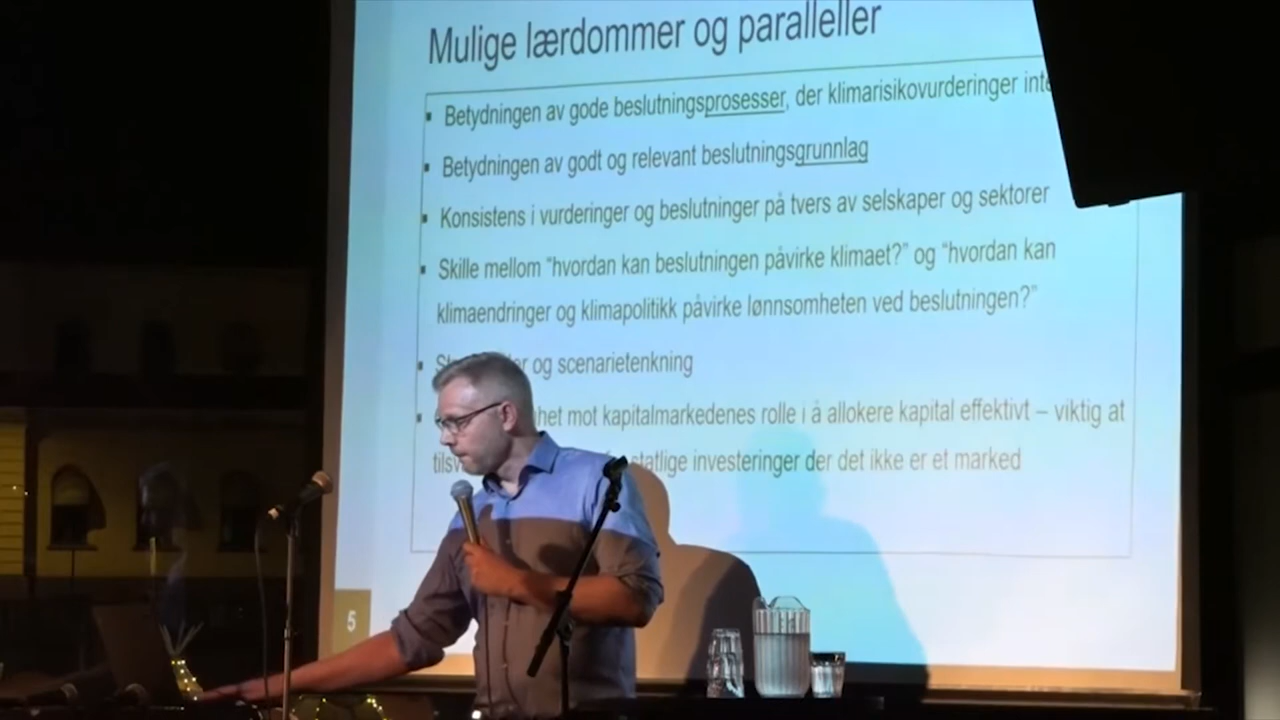 Mulige lærdommer og paralleller
Betydningen av gode beslutningsprosesser, der klimarisikovurderinger
Betydningen av godt og relevant beslutningsgrunnlag
Konsistens i vurderinger og beslutninger på tvers av selskaper og sektorer
Skille mellom “hvordan kan beslutningen påvirke klimaet?” og “hvordan kan
klimaendringer og klimapolitikk påvirke lønnsomheten ved beslutningen?”
og scenarietenkning
mot kapitalmarkedenes rolle i å allokere kapital effektivt – viktig at
statlige investeringer der det ikke er et marked
5